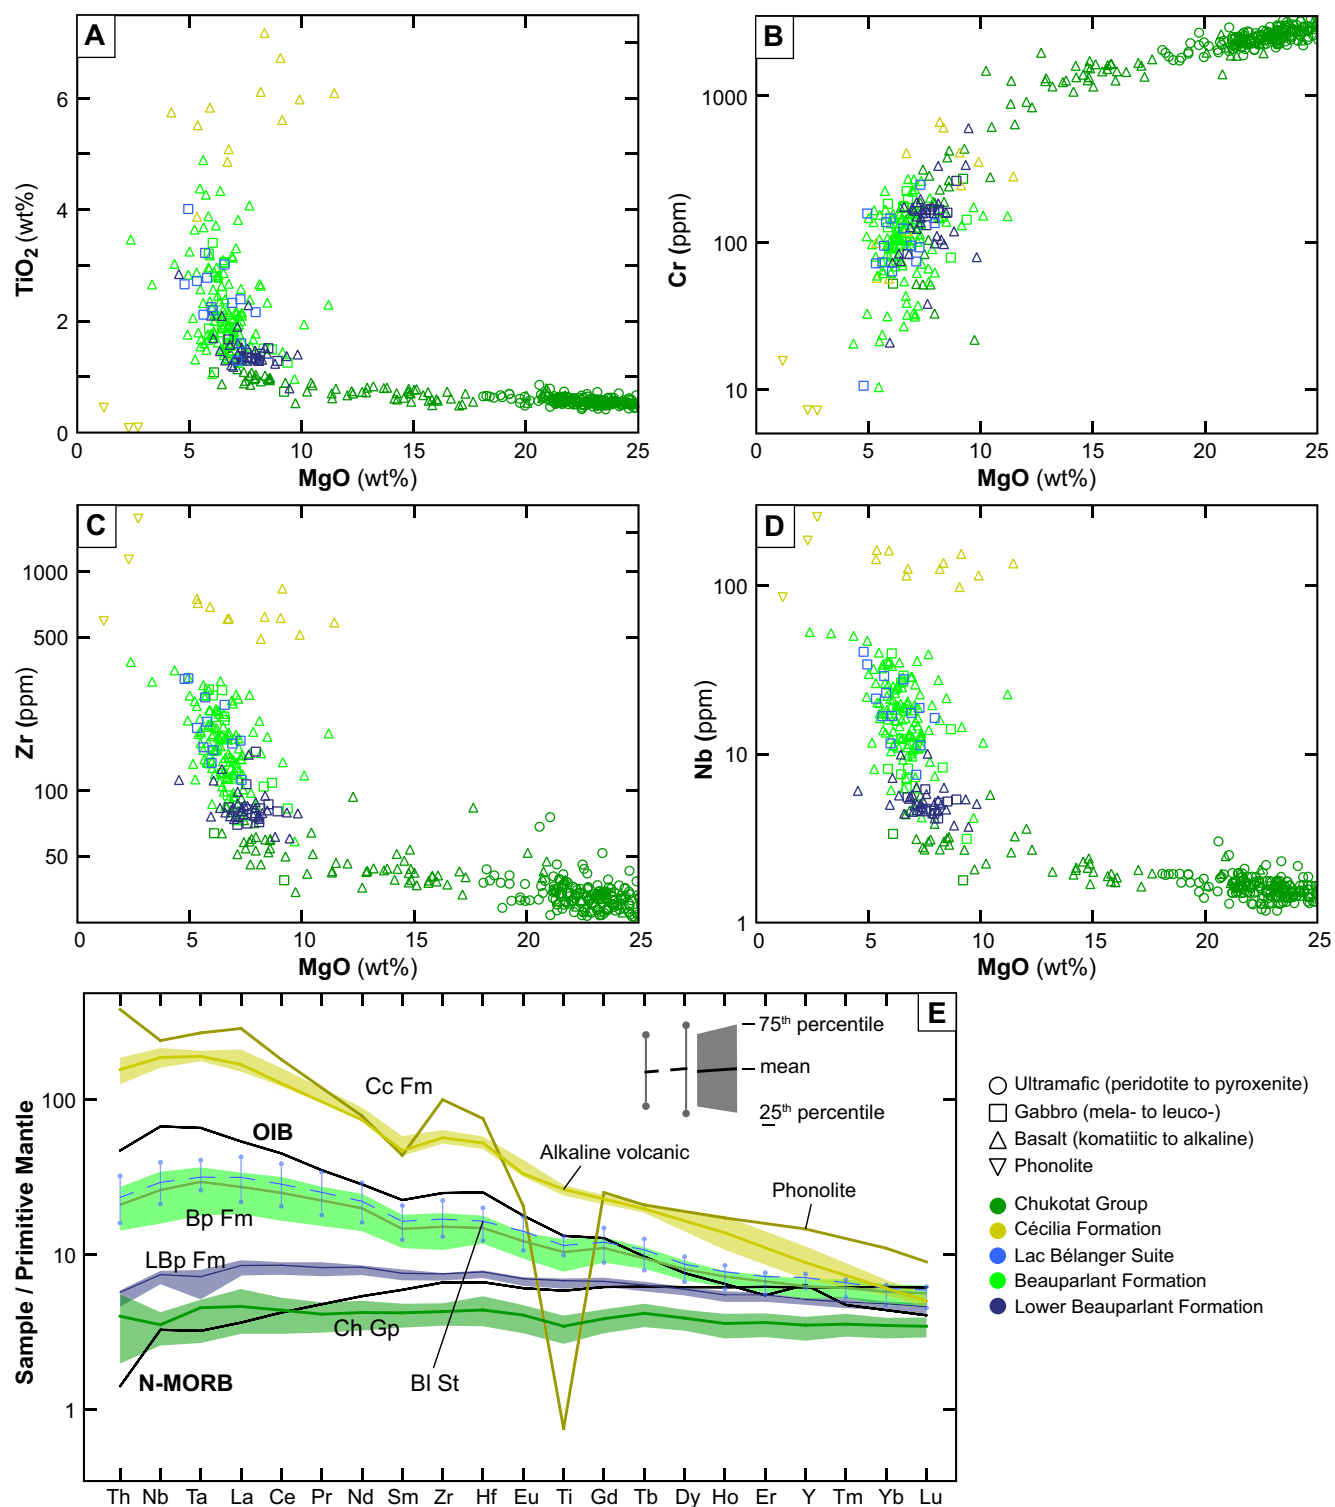 A
TiO2 (wt%)
6
4
2
0
0
5
10
15
20
25
MgO (wt%)
B
Cr (ppm)
1000
100
10
0
5
10
15
20
25
MgO (wt%)
C
Zr (ppm)
1000
500
100
50
0
5
10
15
20
25
MgO (wt%)
D
Nb (ppm)
100
10
1
0
5
10
15
20
25
MgO (wt%)
E
Sample / Primitive Mantle
100
10
1
75th percentile
mean
25th percentile
Cc Fm
OIB
Alkaline volcanic
Phonolite
Bp Fm
LBp Fm
Ch Gp
N-MORB
Bl St
Th Nb Ta La Ce Pr Nd Sm Zr Hf Eu Ti Gd Tb Dy Ho Er Y Tm Yb Lu
Ultramafic (peridotite to pyroxenite)
Gabbro (mela- to leuco-)
Basalt (komatiitic to alkaline)
Phonolite
Chukotat Group
Cécilia Formation
Lac Bélanger Suite
Beauparlant Formation
Lower Beauparlant Formation